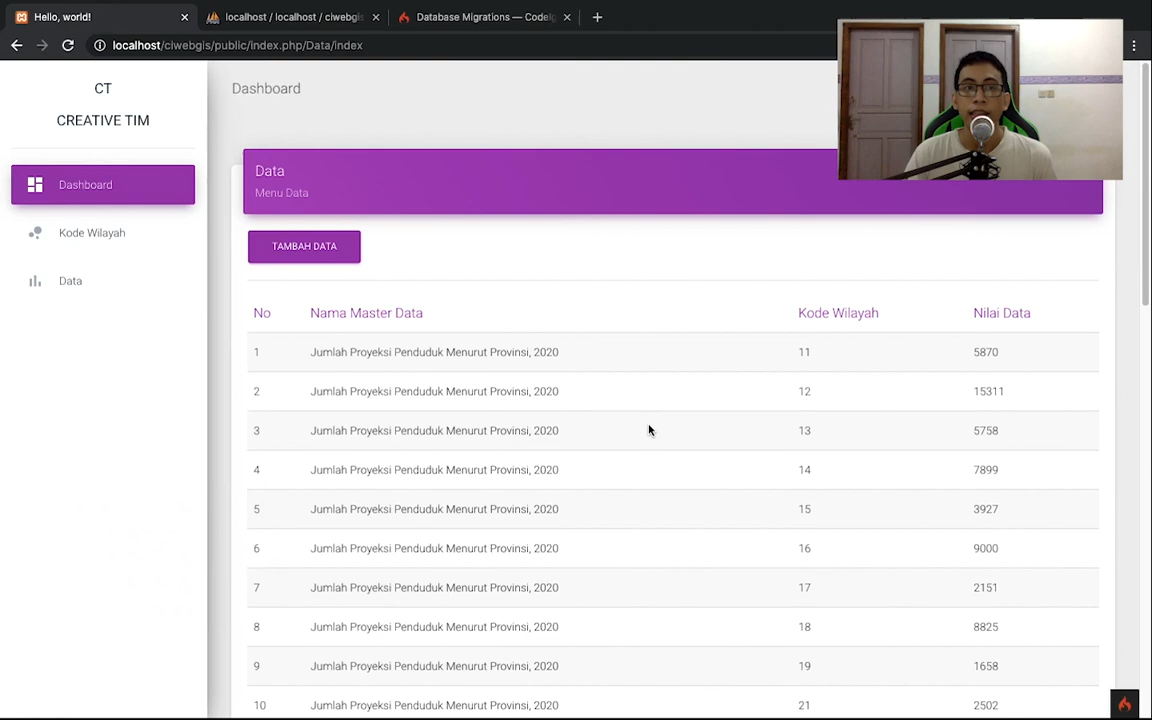 Hello, world!
localhost / localhost / ciwebgis
Database Migrations — CodeIg
localhost/ciwebgis/public/index.php/Data/index
CT
CREATIVE TIM
Dashboard
Kode Wilayah
Data
Dashboard
Data
Menu Data
TAMBAH DATA
No Nama Master Data Kode Wilayah Nilai Data
1 Jumlah Proyeksi Penduduk Menurut Provinsi, 2020 11 5870
2 Jumlah Proyeksi Penduduk Menurut Provinsi, 2020 12 15311
3 Jumlah Proyeksi Penduduk Menurut Provinsi, 2020 13 5758
4 Jumlah Proyeksi Penduduk Menurut Provinsi, 2020 14 7899
5 Jumlah Proyeksi Penduduk Menurut Provinsi, 2020 15 3927
6 Jumlah Proyeksi Penduduk Menurut Provinsi, 2020 16 9000
7 Jumlah Proyeksi Penduduk Menurut Provinsi, 2020 17 2151
8 Jumlah Proyeksi Penduduk Menurut Provinsi, 2020 18 8825
9 Jumlah Proyeksi Penduduk Menurut Provinsi, 2020 19 1658
10 Jumlah Proyeksi Penduduk Menurut Provinsi, 2020 21 2502